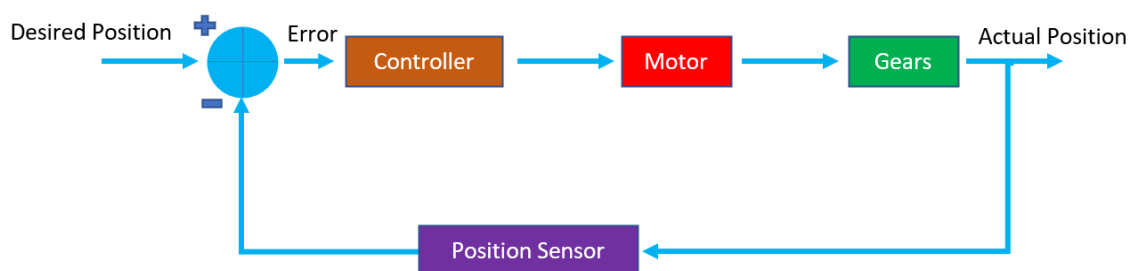 Desired Position
Error
Controller
Motor
Gears
Actual Position
Position Sensor